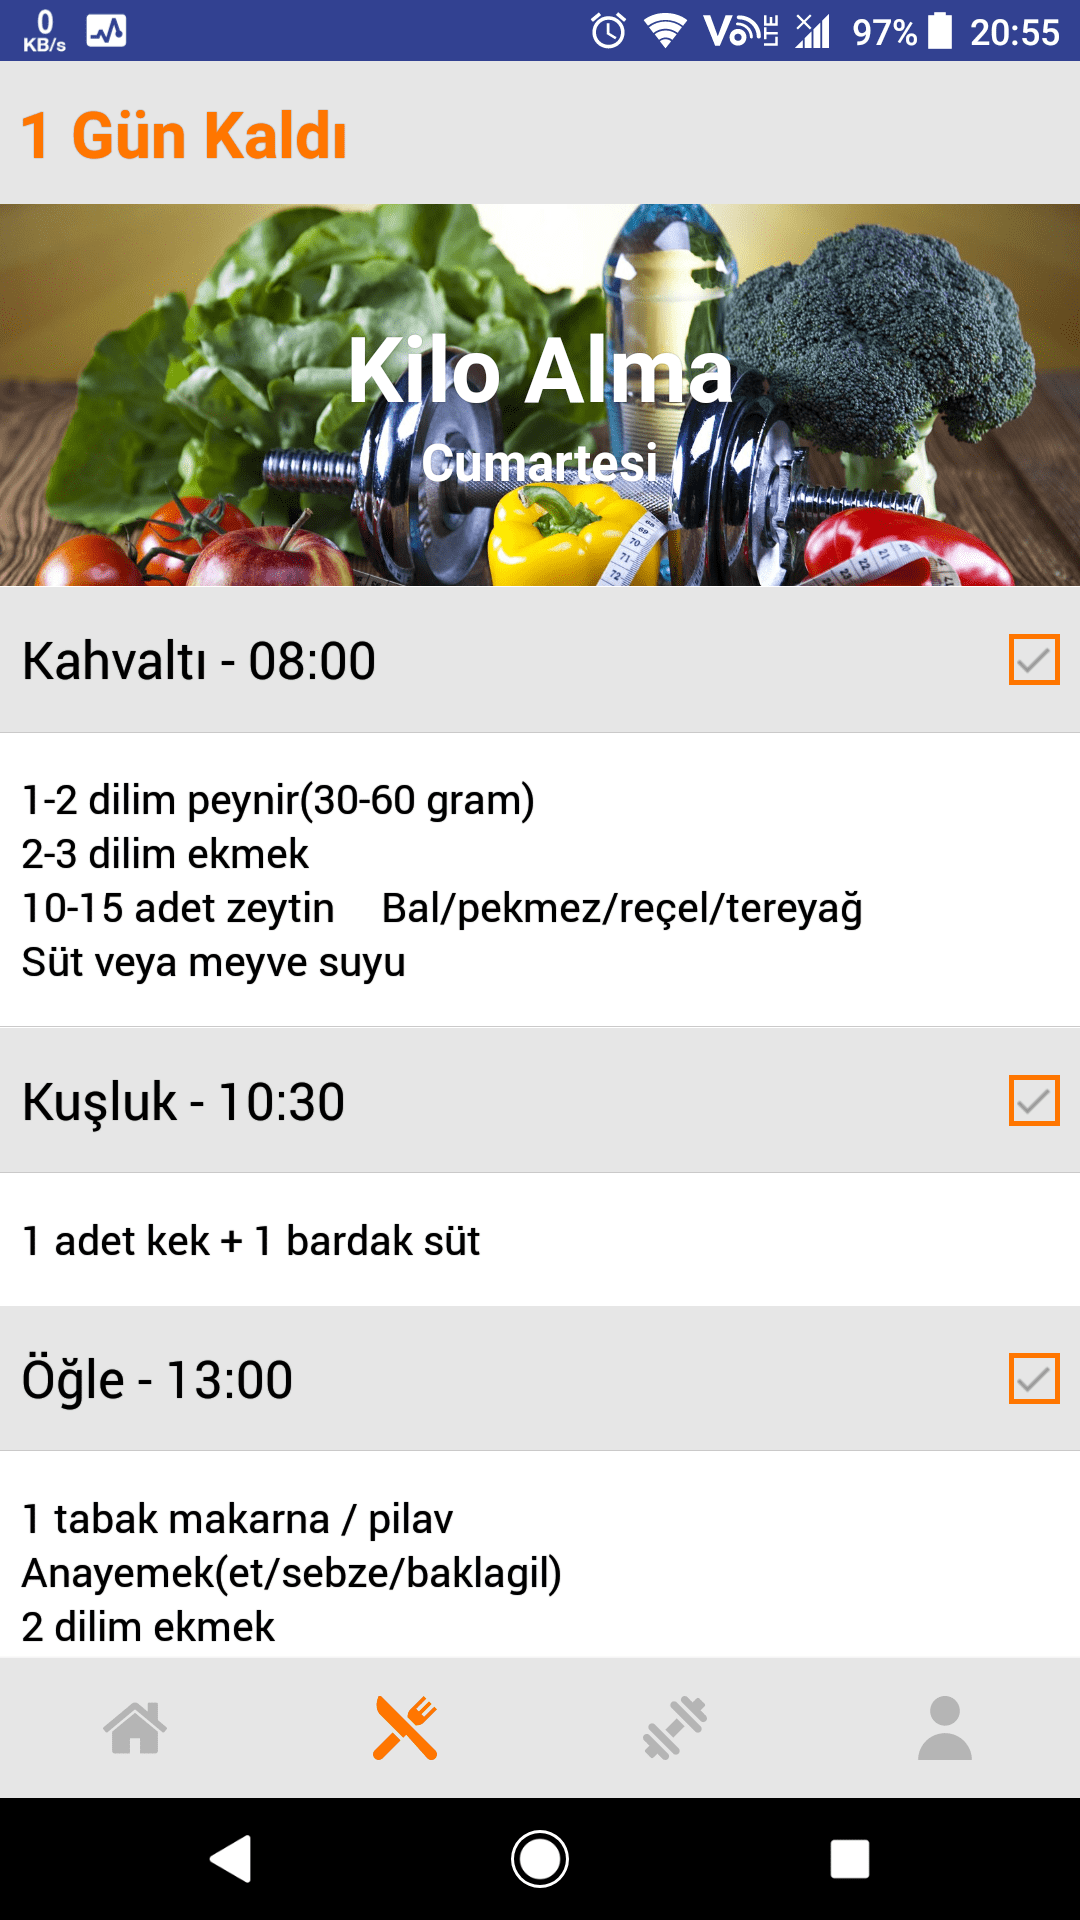 0
KB/s
Vo LTE
97%
20:55
1 Gün Kaldı
Kilo Alma
Cumartesi
Kahvaltı - 08:00
1-2 dilim peynir(30-60 gram)
2-3 dilim ekmek
10-15 adet zeytin Bal/pekmez/reçel/tereyağ
Süt veya meyve suyu
Kuşluk - 10:30
1 adet kek + 1 bardak süt
Öğle - 13:00
1 tabak makarna / pilav
Anayemek(et/sebze/baklagil)
2 dilim ekmek